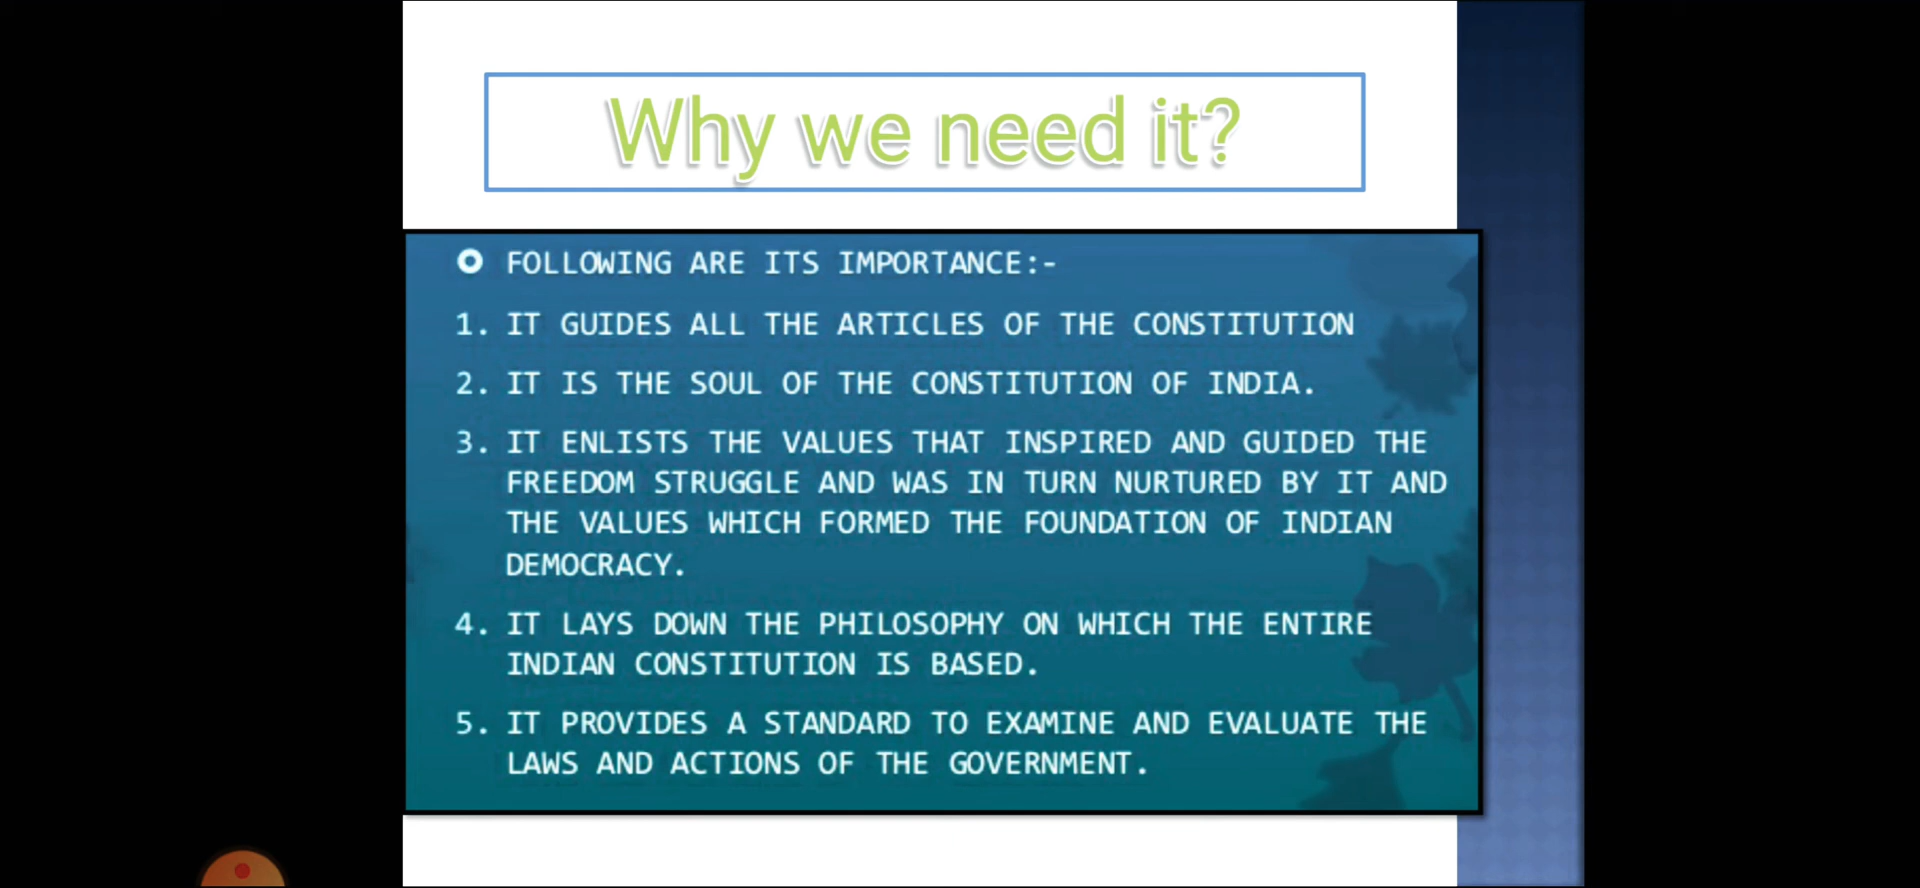 Why we need it?
FOLLOWING ARE ITS IMPORTANCE:-
1. IT GUIDES ALL THE ARTICLES OF THE CONSTITUTION
2. IT IS THE SOUL OF THE CONSTITUTION OF INDIA.
3. IT ENLISTS THE VALUES THAT INSPIRED AND GUIDED THE
FREEDOM STRUGGLE AND WAS IN TURN NURTURED BY IT AND
THE VALUES WHICH FORMED THE FOUNDATION OF INDIAN
DEMOCRACY.
4. IT LAYS DOWN THE PHILOSOPHY ON WHICH THE ENTIRE
INDIAN CONSTITUTION IS BASED.
5. IT PROVIDES A STANDARD TO EXAMINE AND EVALUATE THE
LAWS AND ACTIONS OF THE GOVERNMENT.